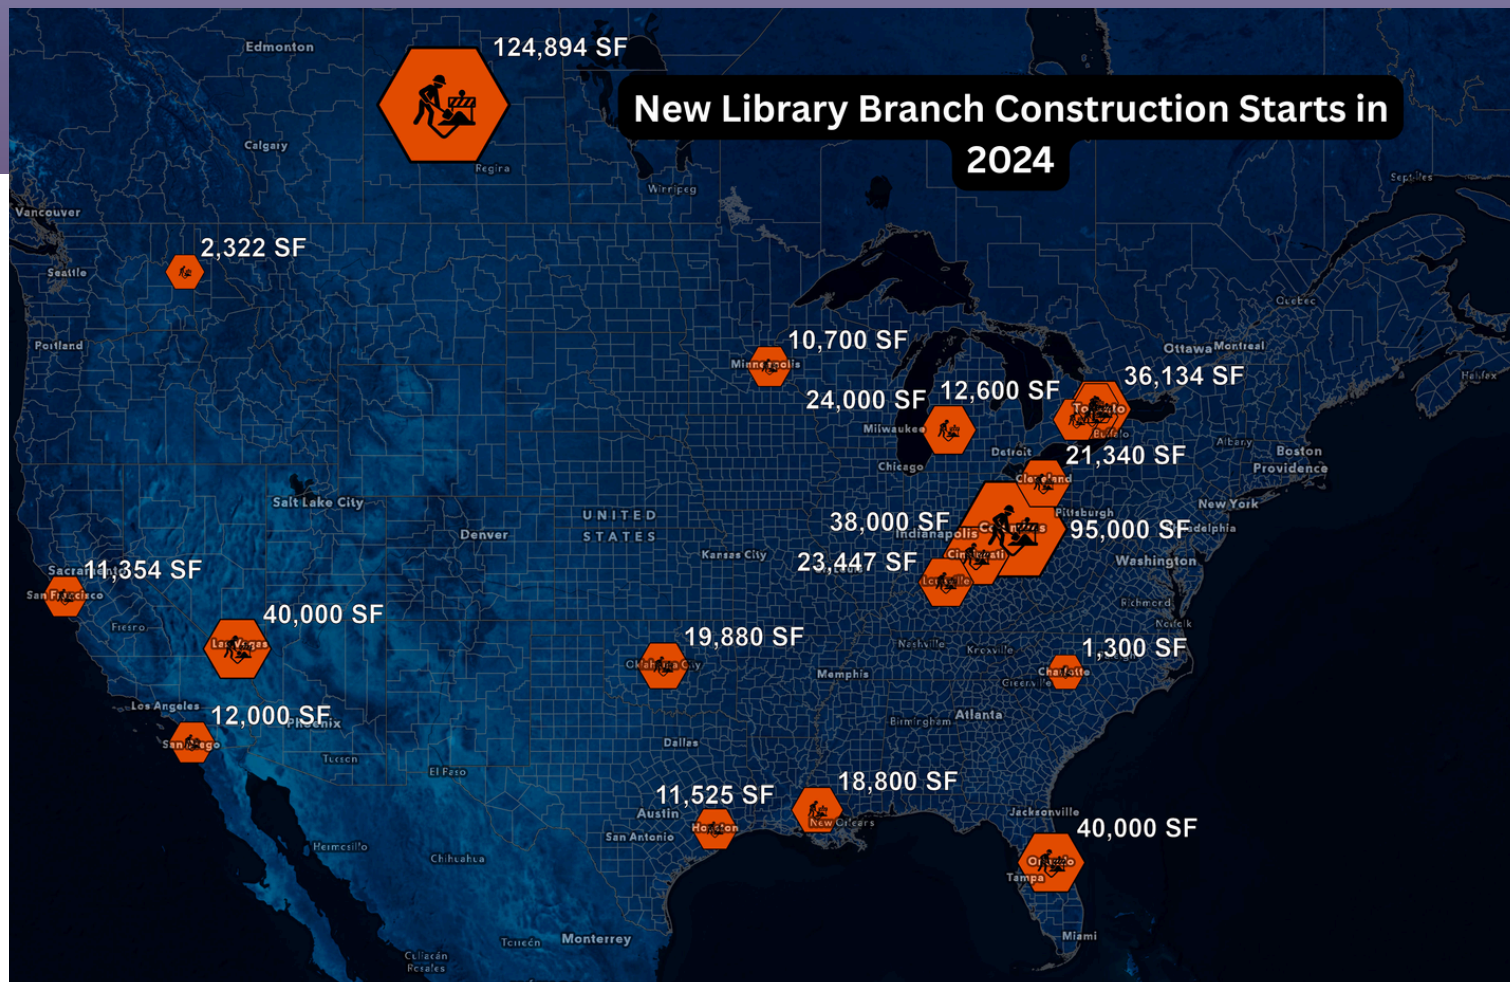 124,894 SF
Edmonton
New Library Branch Construction Starts in
2024
Calgary
Regina
Winnipeg
Vancouver
2,322 SF
Seattle
Quebec
Portland
10,700 SF
Minneapolis
Ottawa
Montreal
Halifax
36,134 SF
12,600 SF
24,000 SF
Toronto
Milwaukee
Buffalo
Albany
Detroit
Boston
21,340 SF
Chicago
Providence
Cleveland
Salt Lake City
New York
Pittsburgh
UNITED
STATES
38,000 SF
95,000 SF
Denver
Indianapolis
Kansas City
Cincinnati
23,447 SF
Washington
Sacramento
11,354 SF
Louisville
San Francisco
Richmond
40,000 SF
Norfolk
Fresno
Las Vegas
19,880 SF
Nashville
Knoxville
1,300 SF
Oklahoma City
Memphis
Charlotte
Greenville
Los Angeles
12,000 SF
Phoenix
Birmingham
Atlanta
San Diego
Dallas
Tucson
El Paso
18,800 SF
11,525 SF
Austin
Jacksonville
Houston
New Orleans
40,000 SF
San Antonio
Hermosillo
Chihuahua
Orlando
Tampa
Miami
Torreón
Monterrey
Culiacán
Rosales